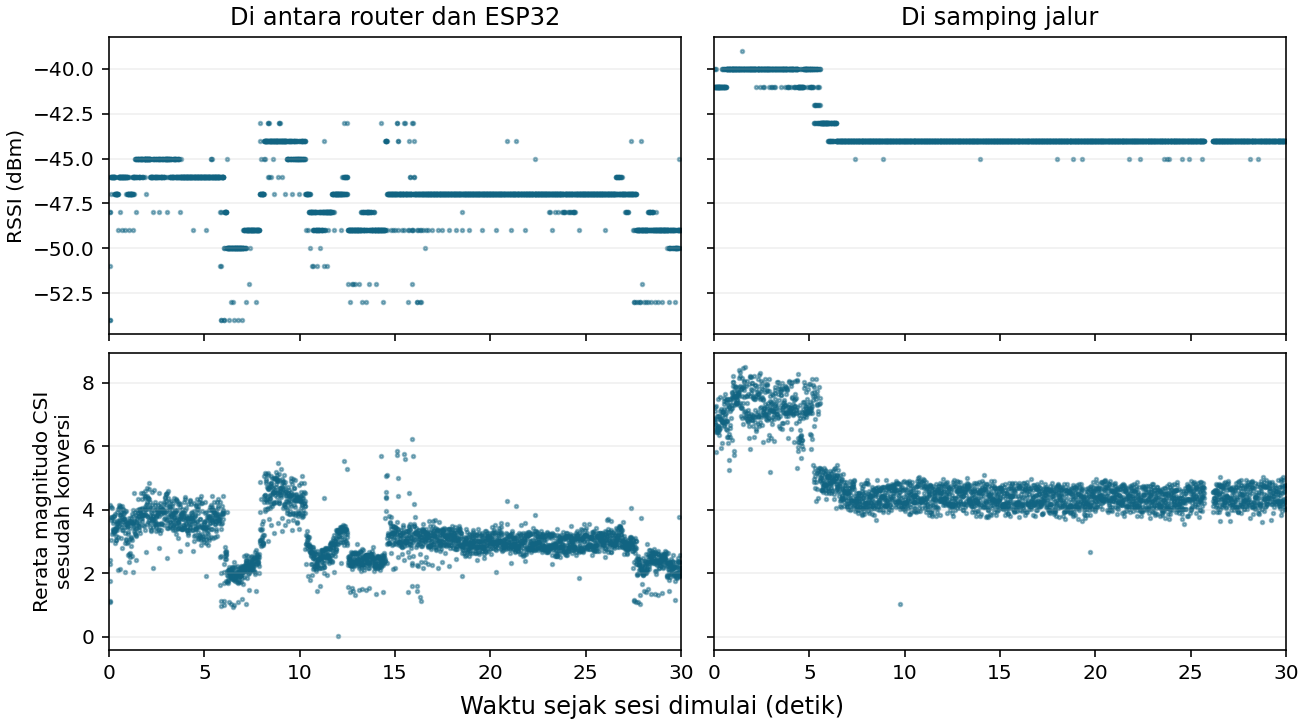 Di antara router dan ESP32
Di samping jalur
RSSI (dBm)
−40.0
−42.5
−45.0
−47.5
−50.0
−52.5
Rerata magnitudo CSI
sesudah konversi
8
6
4
2
0
0 5 10 15 20 25 30
0 5 10 15 20 25 30
Waktu sejak sesi dimulai (detik)